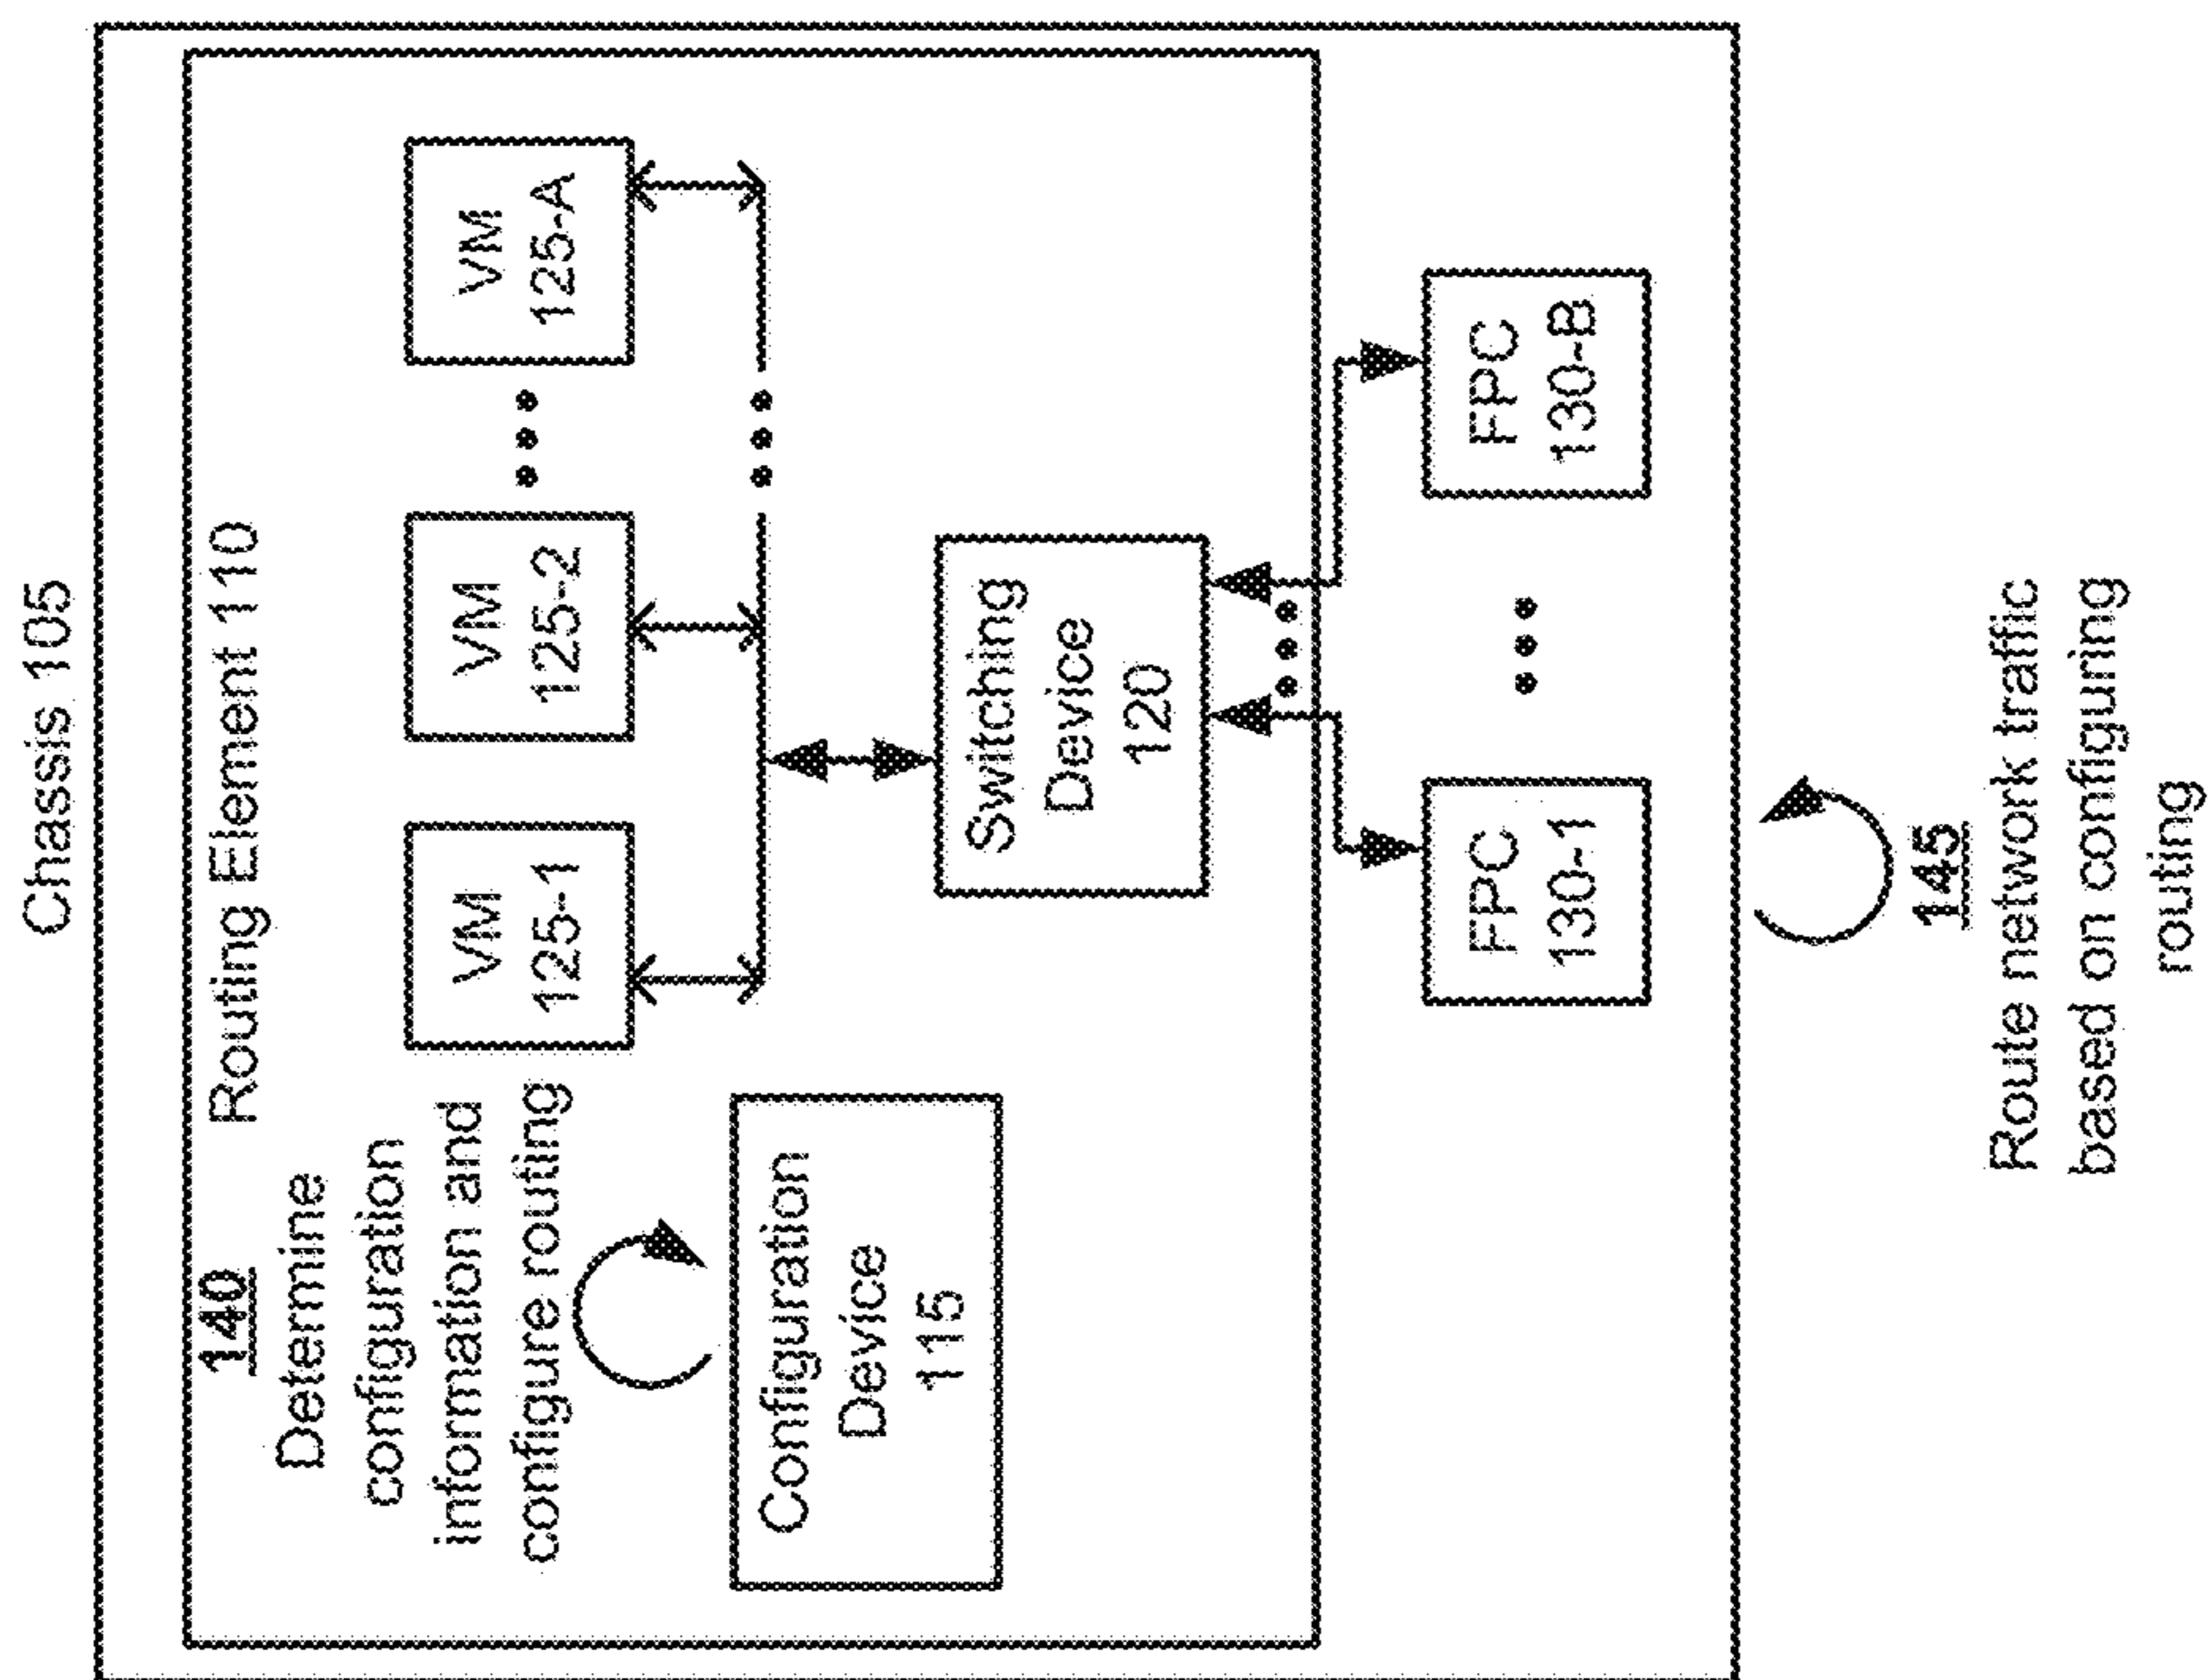 Chassis 105
Routing Element 110
140
Determine
configuration
information and
configure routing
Configuration
Device
115
VM
125-1
VM
125-2
VM
125-A
Switching
Device
120
FPC
130-1
FPC
130-B
145
Route network traffic
based on configuring
routing